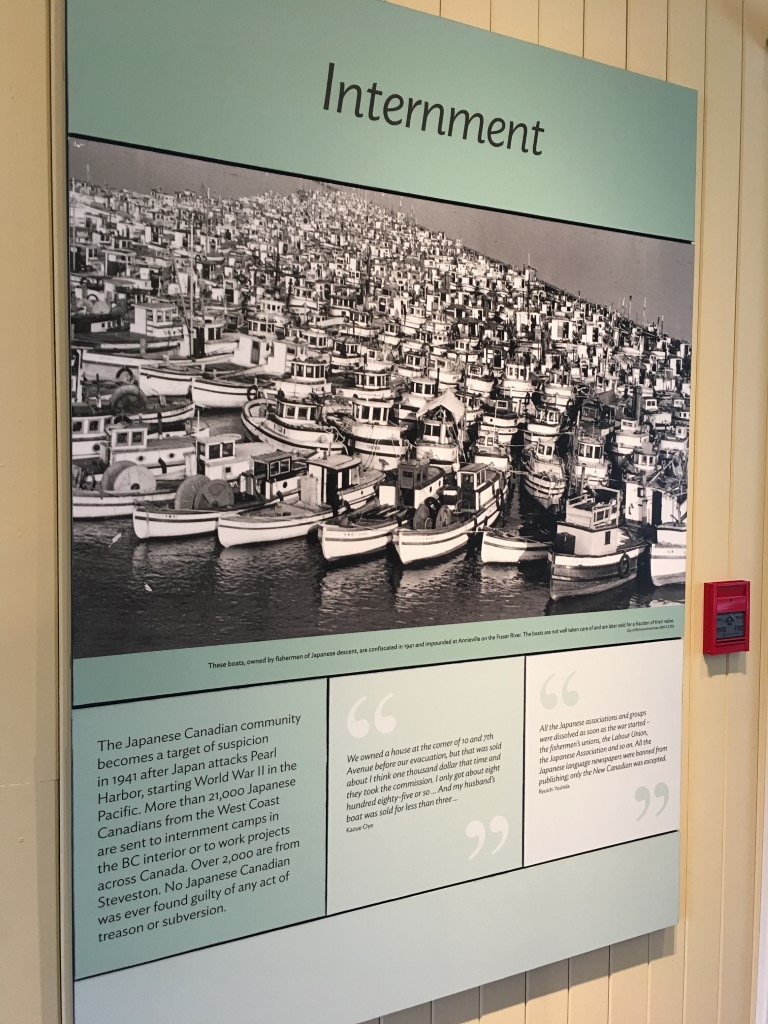 Internment
These boats, owned by fishermen of Japanese descent, are confiscated in 1941 and impounded at Annieville on the Fraser River. The boats are not well taken care of and are later sold for a fraction of their value.
The Japanese Canadian community
becomes a target of suspicion
in 1941 after Japan attacks Pearl
Harbor, starting World War II in the
Pacific. More than 21,000 Japanese
Canadians from the West Coast
are sent to internment camps in
the BC interior or to work projects
across Canada. Over 2,000 are from
Steveston. No Japanese Canadian
was ever found guilty of any act of
treason or subversion.
“
We owned a house at the corner of 10 and 7th
Avenue before our evacuation, but that was sold
about I think one thousand dollar that time and
they took the commission. I only got about eight
hundred eighty-five or so ... And my husband's
boat was sold for less than three ...
Kazue Oye
”
“
All the Japanese associations and groups
were dissolved as soon as the war started –
the fishermen's unions, the Labour Union,
the Japanese Association and so on. All the
Japanese language newspapers were banned from
publishing; only the New Canadian was excepted.
Ryuichi Yoshida
”